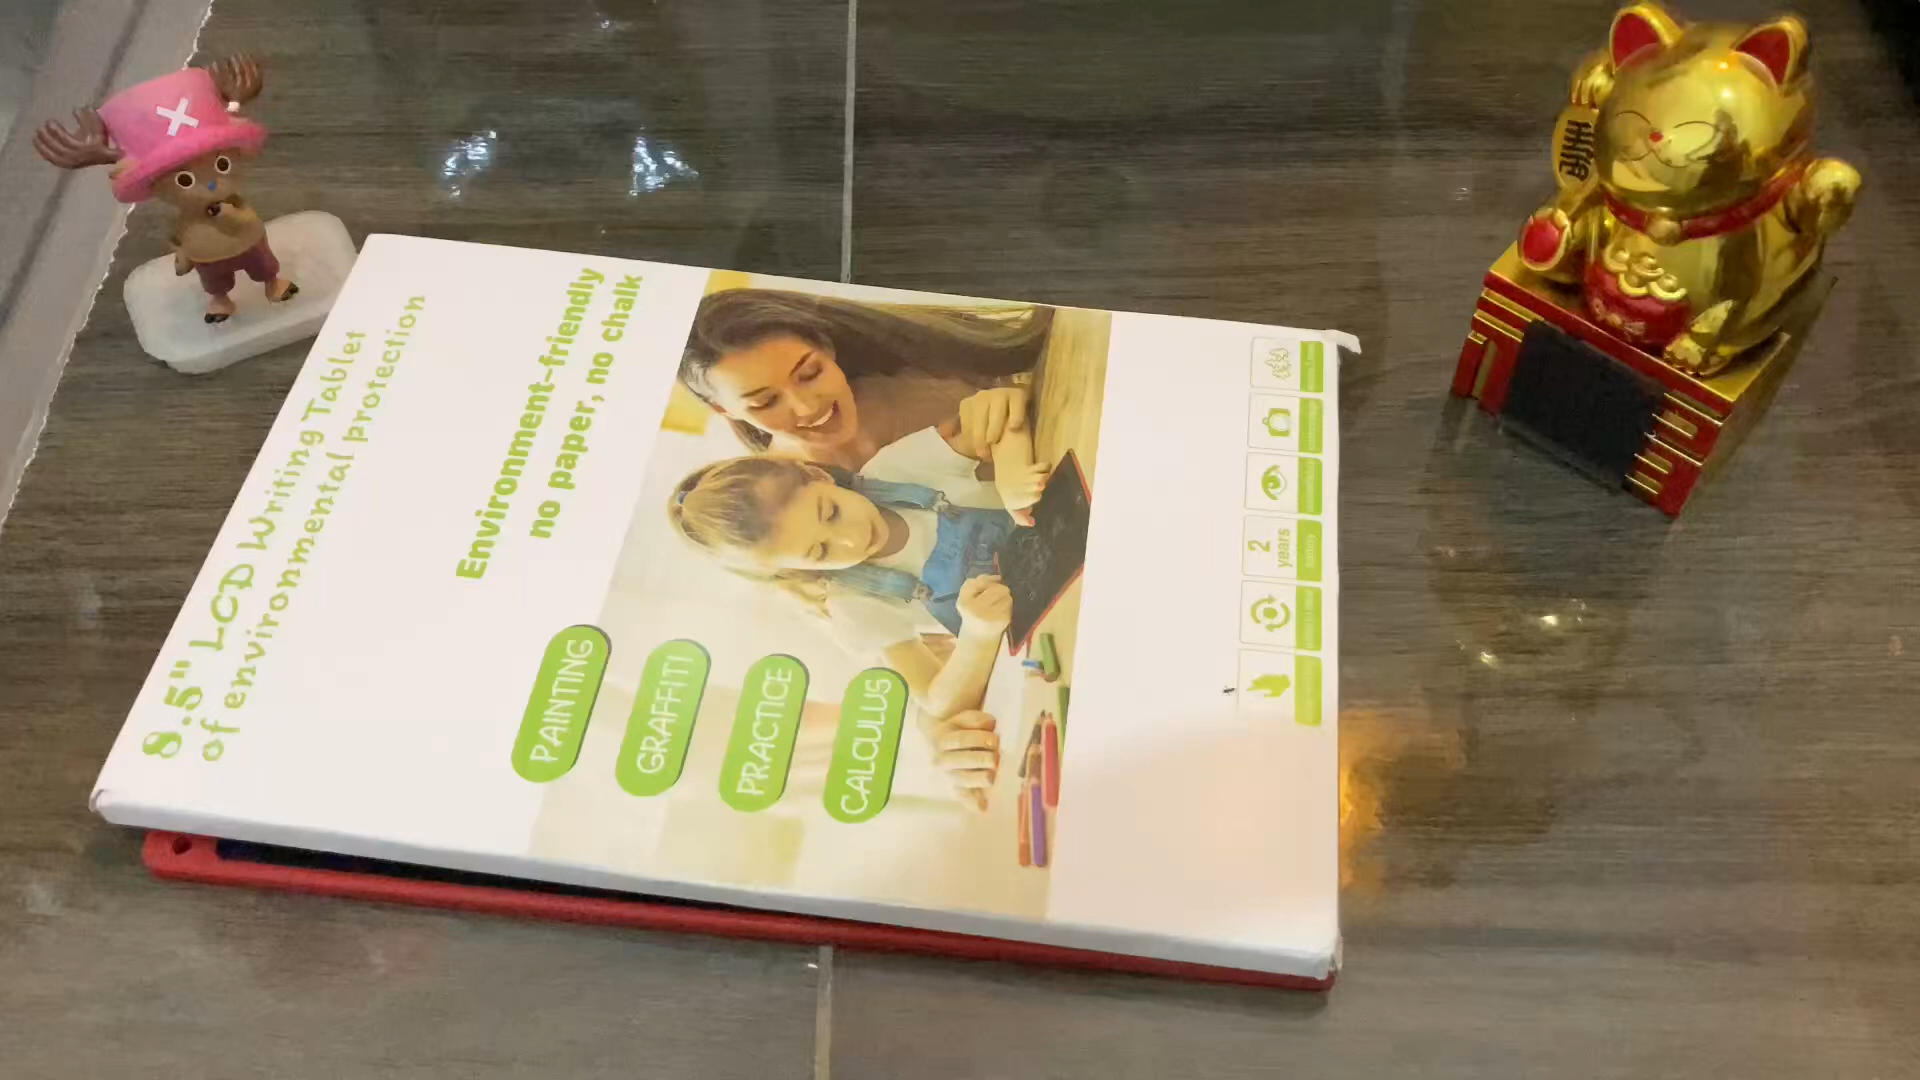 8.5" LCD Writing Tablet
of environmental protection
Environment-friendly
no paper, no chalk
PAINTING
GRAFFITI
PRACTICE
CALCULUS
2
years